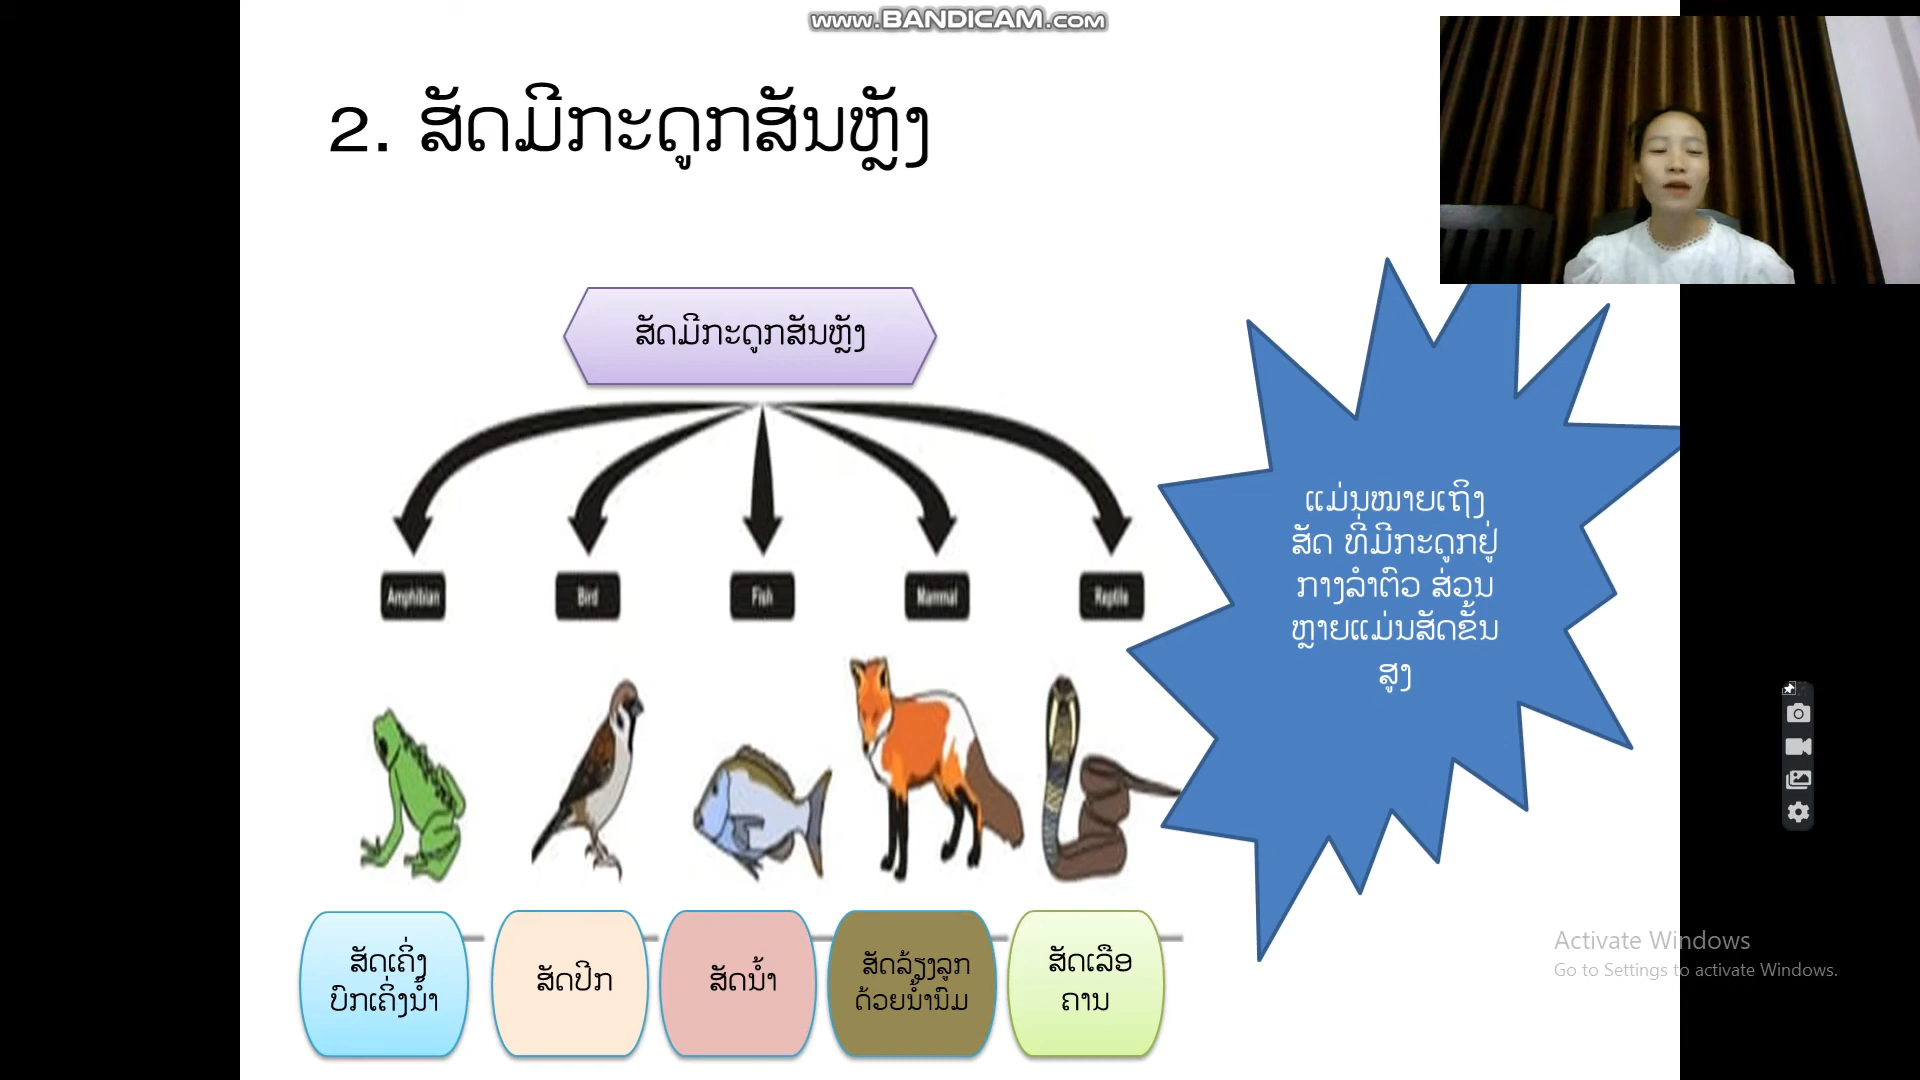 www.BANDICAM.com
2. ສັດມີກະດູກສັນຫຼັງ
ສັດມີກະດູກສັນຫຼັງ
Amphibian
Bird
Fish
Mammal
Reptile
ແມ່ນໝາຍເຖິງ
ສັດ ທີ່ມີກະດູກຢູ່
ກາງລໍາຕົວ ສ່ວນ
ຫຼາຍແມ່ນສັດຂັ້ນ
ສູງ
ສັດເຄິ່ງ
ບົກເຄິ່ງນໍ້າ
ສັດປີກ
ສັດນໍ້າ
ສັດລ້ຽງລູກ
ດ້ວຍນໍ້ານົມ
ສັດເລືອ
ຄານ
Activate Windows
Go to Settings to activate Windows.